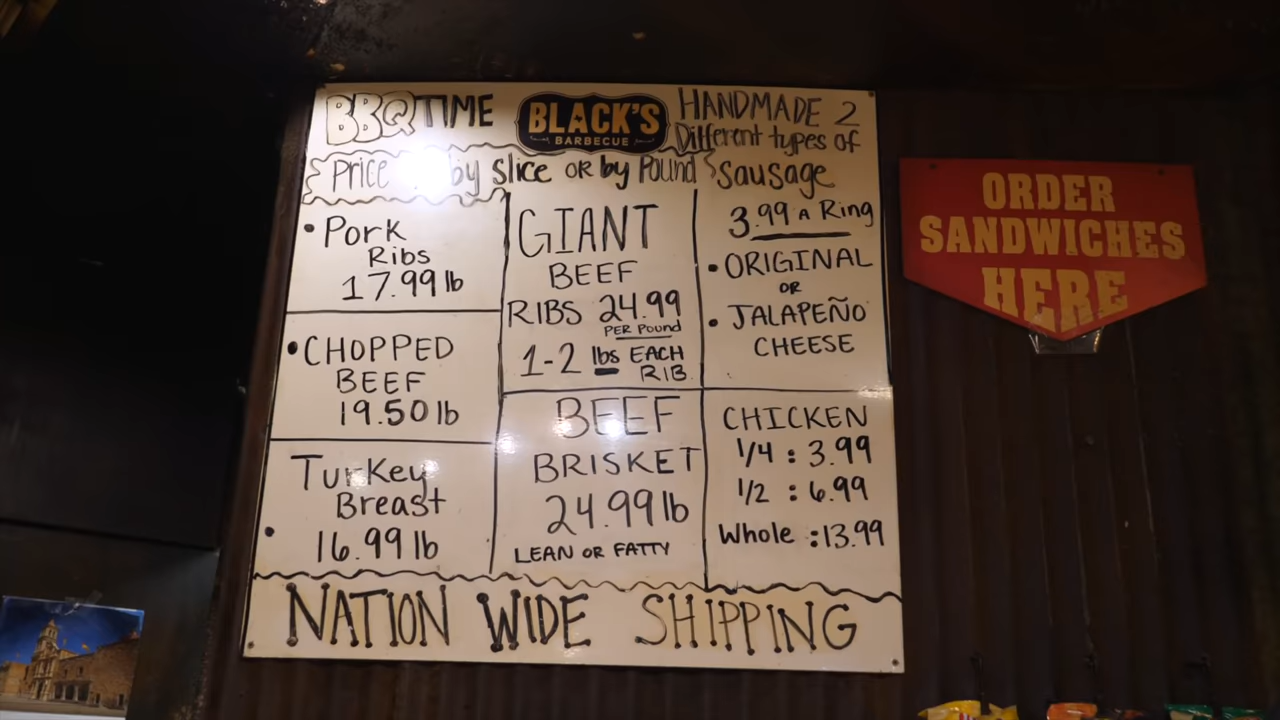 BBQ TIME
BLACK'S
BARBECUE
Price by slice OR by Pound
HANDMADE 2
Different types of
sausage
3.99 A Ring
• ORIGINAL
OR
• JALAPEÑO
CHEESE
• Pork
Ribs
17.99 lb
• CHOPPED
BEEF
19.50 lb
Turkey
Breast
• 16.99 lb
GIANT
BEEF
RIBS 24.99
PER POUND
1-2 lbs EACH
RIB
BEEF
BRISKET
24.99 lb
LEAN OR FATTY
CHICKEN
1/4 : 3.99
1/2 : 6.99
Whole : 13.99
NATION WIDE SHIPPING
ORDER
SANDWICHES
HERE